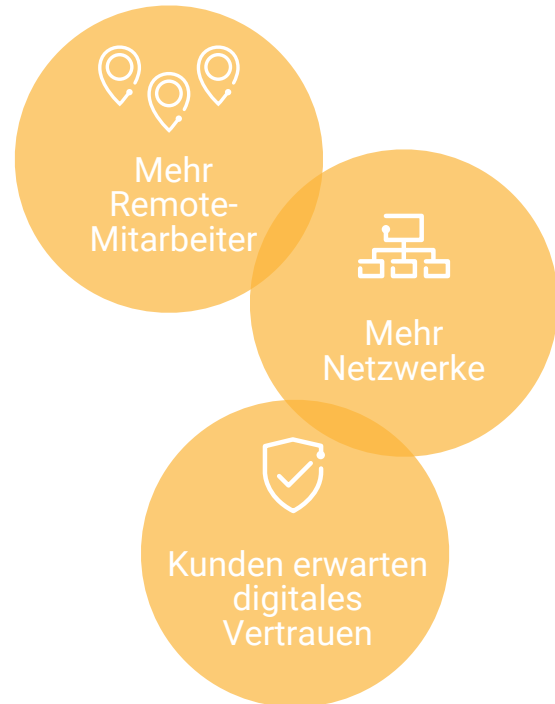 Mehr
Remote-
Mitarbeiter
Mehr
Netzwerke
Kunden erwarten
digitales
Vertrauen